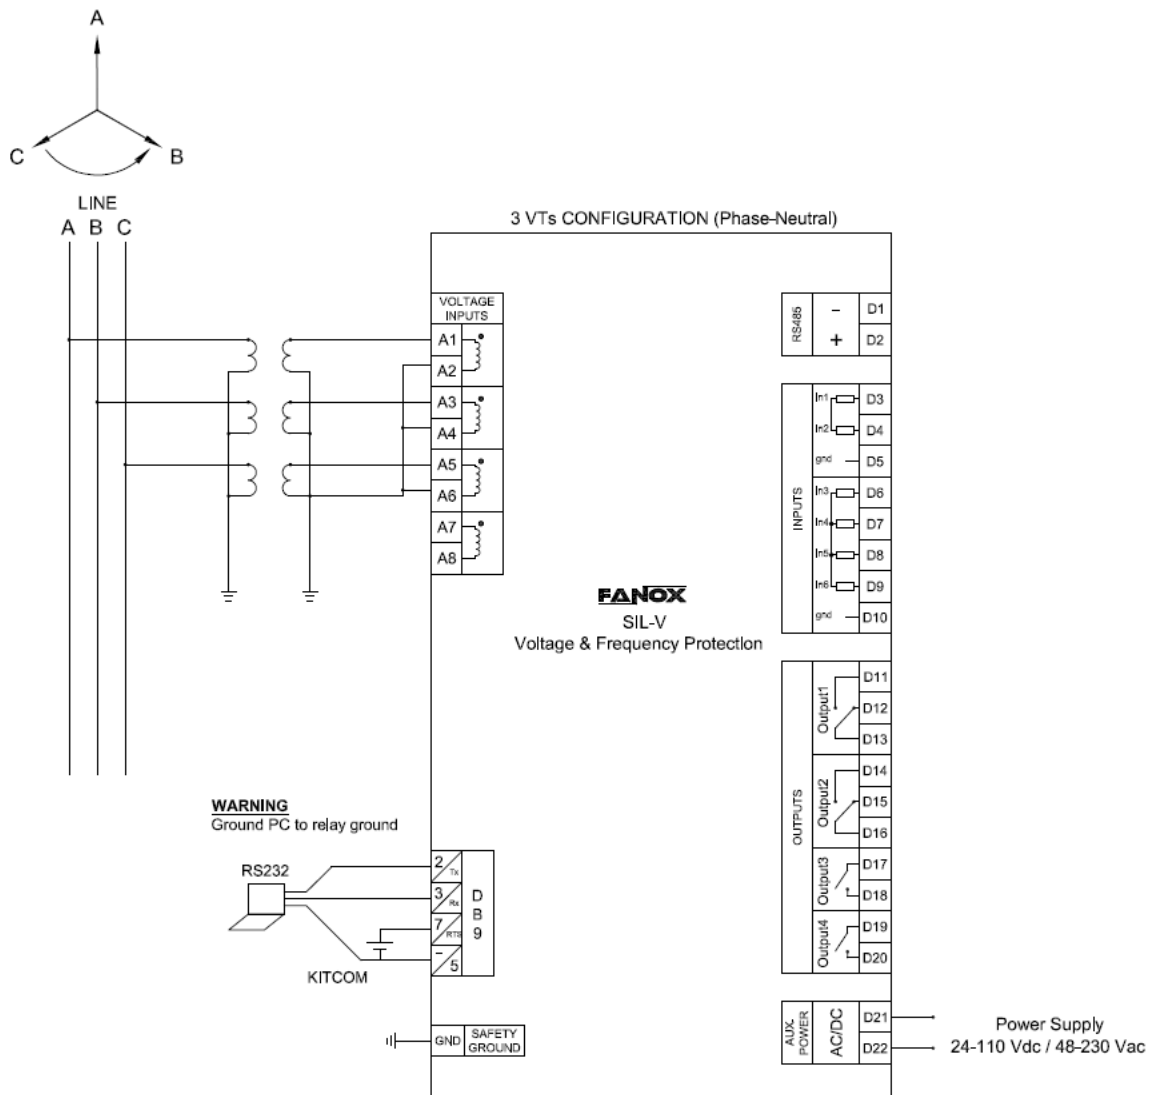 A
C
B
LINE
A B C
3 VTs CONFIGURATION (Phase-Neutral)
VOLTAGE
INPUTS
A1
A2
A3
A4
A5
A6
A7
A8
RS485
-
+
D1
D2
INPUTS
In1
In2
gnd
In3
In4
In5
In6
gnd
D3
D4
D5
D6
D7
D8
D9
D10
FANOX
SIL-V
Voltage & Frequency Protection
OUTPUTS
Output1
D11
D12
D13
Output2
D14
D15
D16
Output3
D17
D18
Output4
D19
D20
WARNING
Ground PC to relay ground
RS232
KITCOM
2 Tx
3 Rx
7 RTS
- 5
D
B
9
GND
SAFETY
GROUND
AUX-
POWER
AC/DC
D21
D22
Power Supply
24-110 Vdc / 48-230 Vac